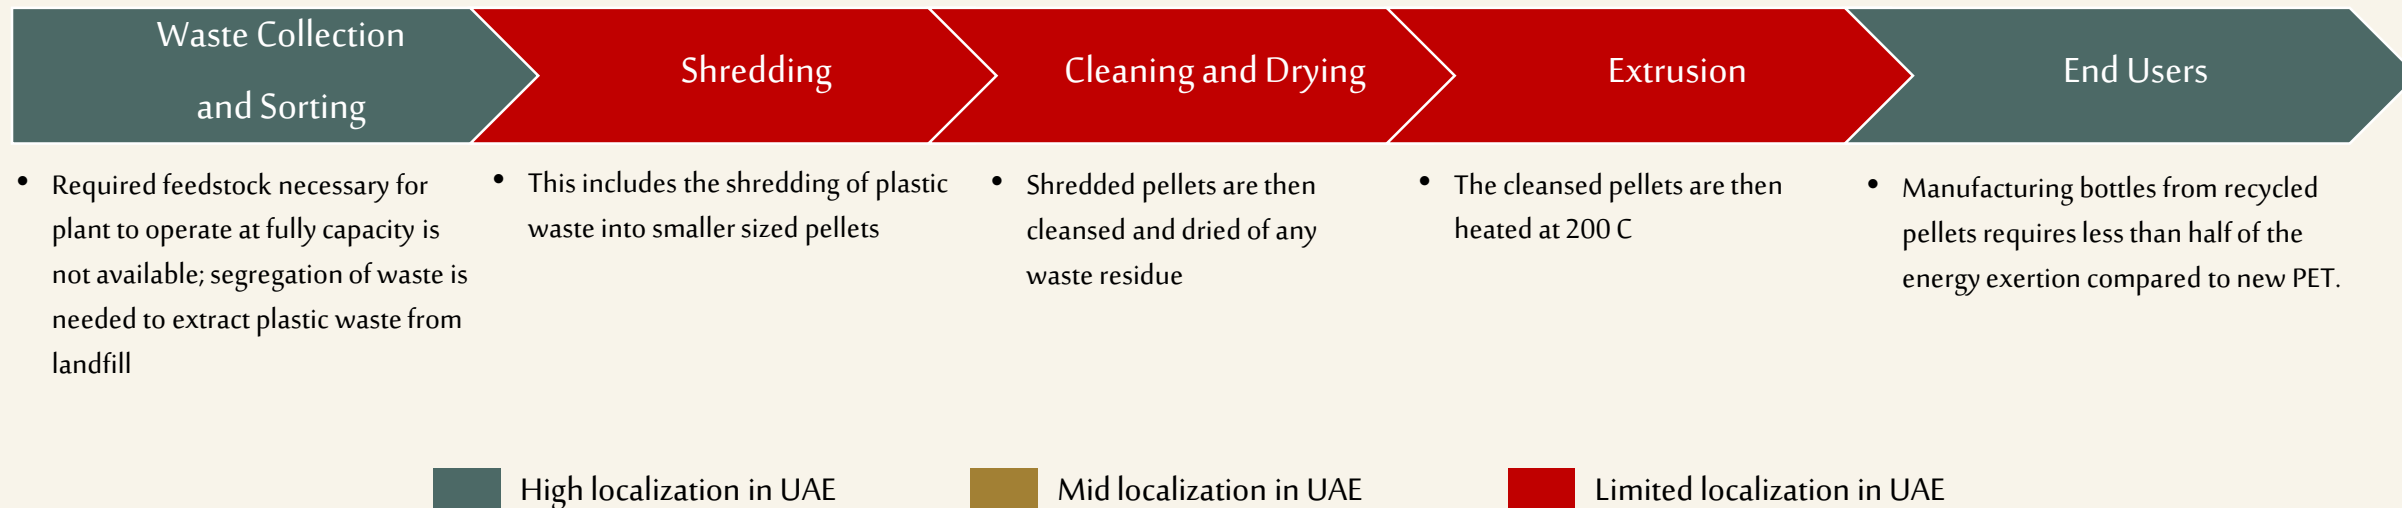 Waste Collection
and Sorting
Shredding
Cleaning and Drying
Extrusion
End Users
• Required feedstock necessary for
plant to operate at fully capacity is
not available; segregation of waste is
needed to extract plastic waste from
landfill
• This includes the shredding of plastic
waste into smaller sized pellets
• Shredded pellets are then
cleansed and dried of any
waste residue
• The cleansed pellets are then
heated at 200 C
• Manufacturing bottles from recycled
pellets requires less than half of the
energy exertion compared to new PET.
High localization in UAE
Mid localization in UAE
Limited localization in UAE